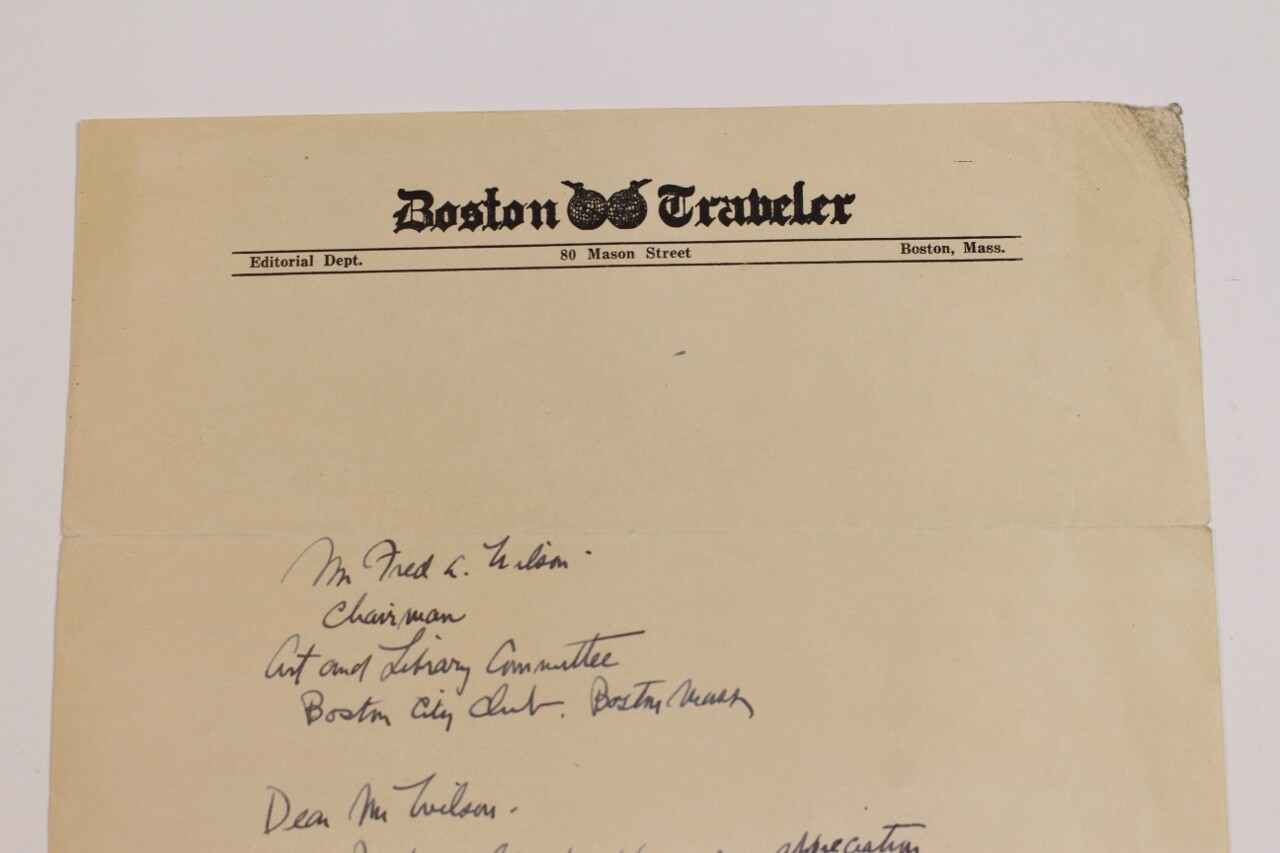 Boston Traveler
Editorial Dept. 80 Mason Street Boston, Mass.
Mr Fred A. Wilson.
Chairman
Art and Library Committee
Boston City Club. Boston Mass
Dear Mr Wilson.
appreciation